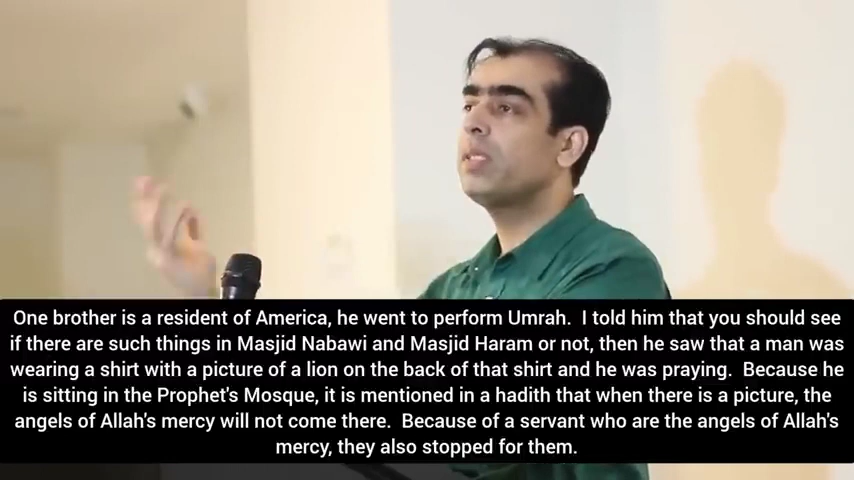 One brother is a resident of America, he went to perform Umrah.  I told him that you should see
if there are such things in Masjid Nabawi and Masjid Haram or not, then he saw that a man was
wearing a shirt with a picture of a lion on the back of that shirt and he was praying.  Because he
is sitting in the Prophet's Mosque, it is mentioned in a hadith that when there is a picture, the
angels of Allah's mercy will not come there.  Because of a servant who are the angels of Allah's
mercy, they also stopped for them.